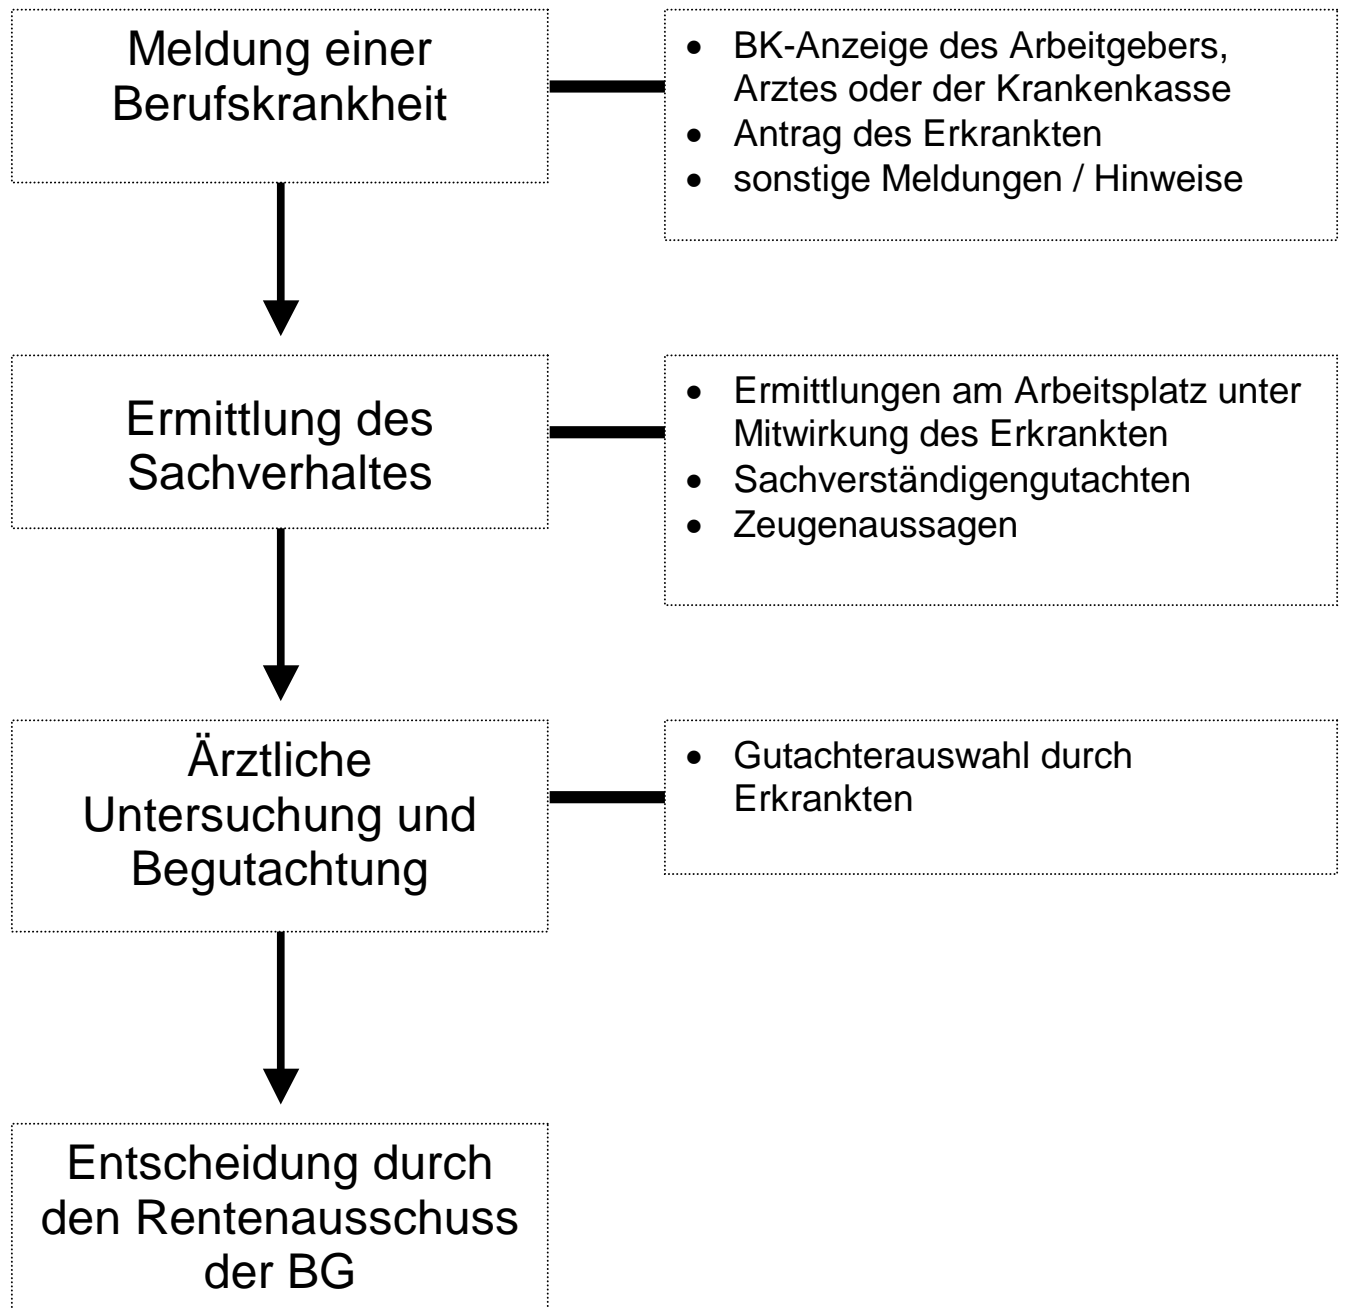 Meldung einer
Berufskrankheit
• BK-Anzeige des Arbeitgebers,
Arztes oder der Krankenkasse
• Antrag des Erkrankten
• sonstige Meldungen / Hinweise
Ermittlung des
Sachverhaltes
• Ermittlungen am Arbeitsplatz unter
Mitwirkung des Erkrankten
• Sachverständigengutachten
• Zeugenaussagen
Ärztliche
Untersuchung und
Begutachtung
• Gutachterauswahl durch
Erkrankten
Entscheidung durch
den Rentenausschuss
der BG